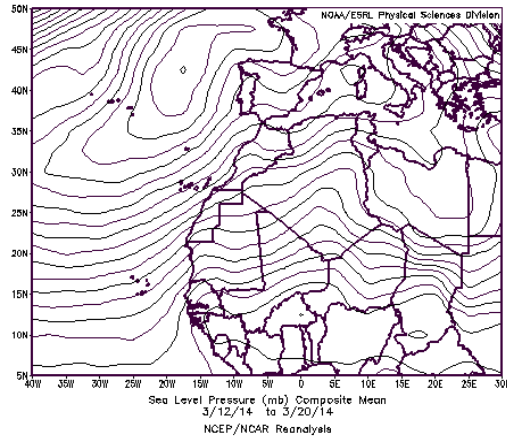 NOAA/ESRL Physical Sciences Division
50N
45N
40N
35N
30N
25N
20N
15N
10N
5N
40W 35W 30W 25W 20W 15W 10W 5W 0 5E 10E 15E 20E 25E 30E
Sea Level Pressure (mb) Composite Mean
3/12/14 to 3/20/14
NCEP/NCAR Reanalysis